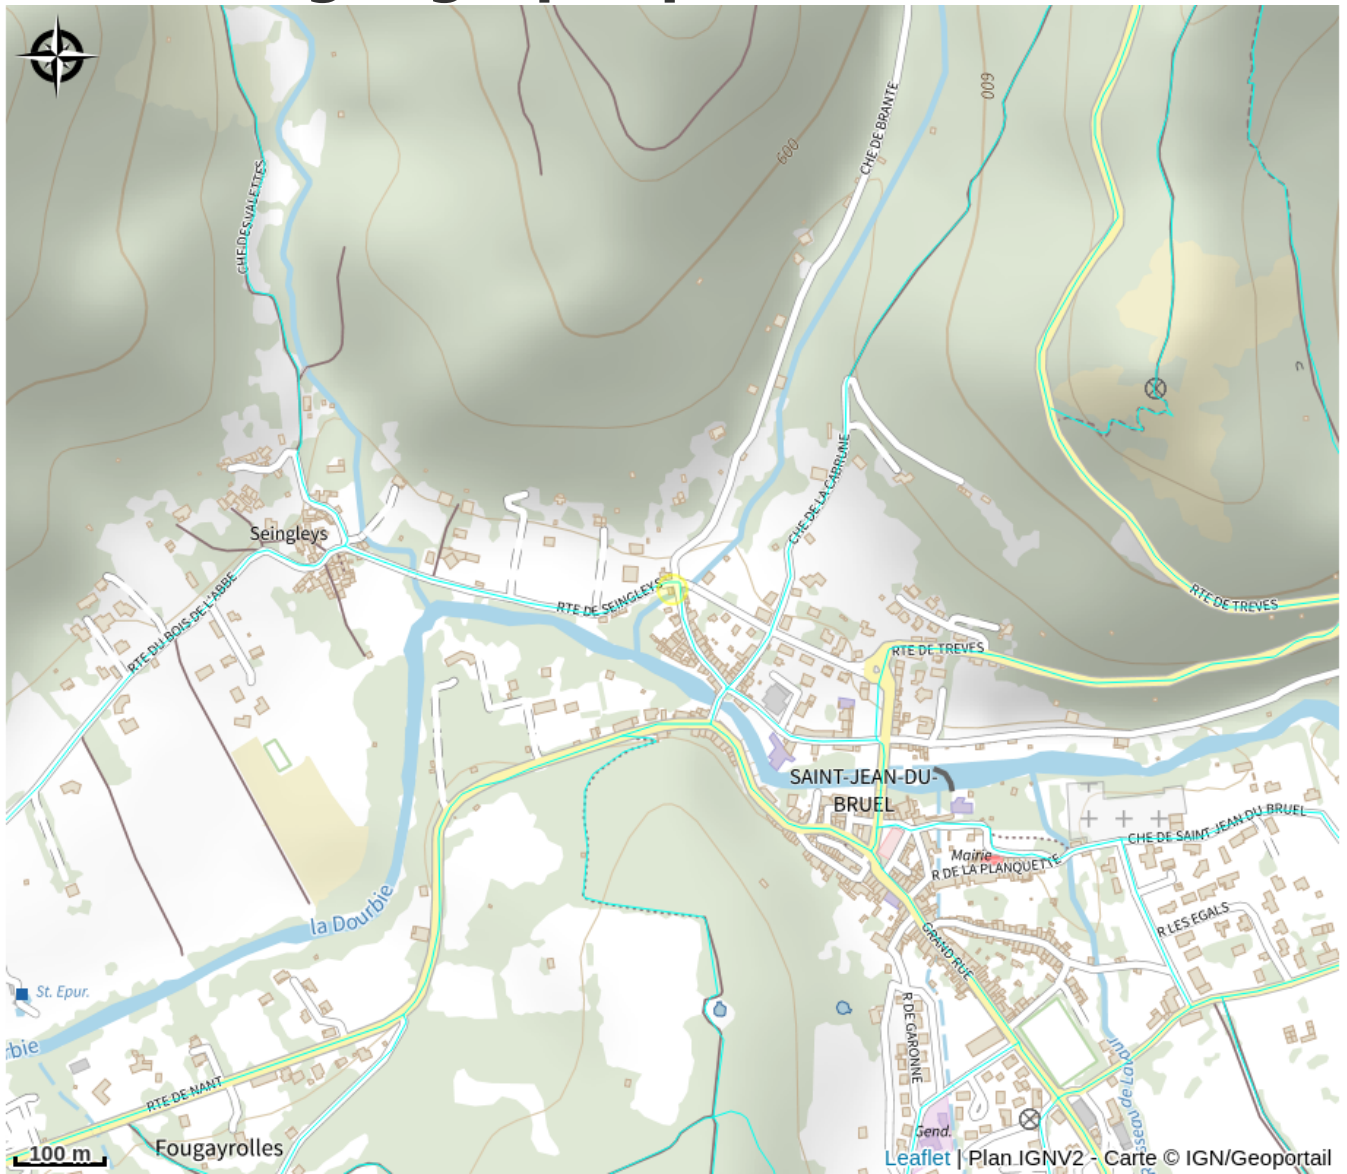 600
600
CHE DE BRANTE
CHE DES VALETTES
CHE DE LA CABRUNE
Seingleys
RTE DU BOIS DE L'ABBE
RTE DE SEINGLEYS
RTE DE TREVES
RTE DE TREVES
SAINT-JEAN-DU-
BRUEL
CHE DE SAINT JEAN DU BRUEL
Mairie
R DE LA PLANQUETTE
la Dourbie
R LES EGALS
GRAND RUE
St. Epur.
R DE GARONNE
rbie
RTE DE NANT
Gend.
Fougayrolles
100 m
Leaflet | Plan IGNV2 - Carte © IGN/Geoportail